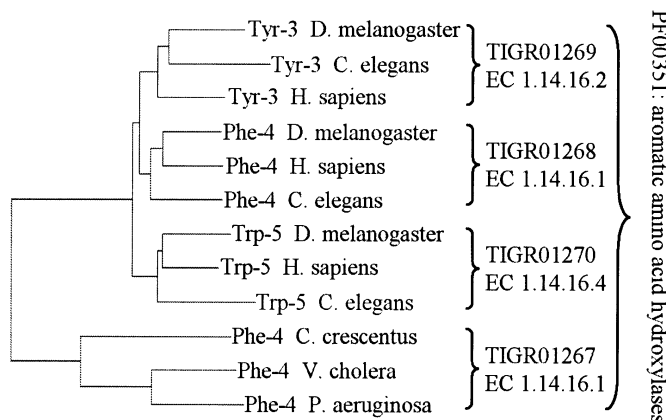 Tyr-3 D. melanogaster
Tyr-3 C. elegans
Tyr-3 H. sapiens
TIGR01269
EC 1.14.16.2
Phe-4 D. melanogaster
Phe-4 H. sapiens
Phe-4 C. elegans
TIGR01268
EC 1.14.16.1
Trp-5 D. melanogaster
Trp-5 H. sapiens
Trp-5 C. elegans
TIGR01270
EC 1.14.16.4
Phe-4 C. crescentus
Phe-4 V. cholera
Phe-4 P. aeruginosa
TIGR01267
EC 1.14.16.1
PF00351: aromatic amino acid hydroxylases